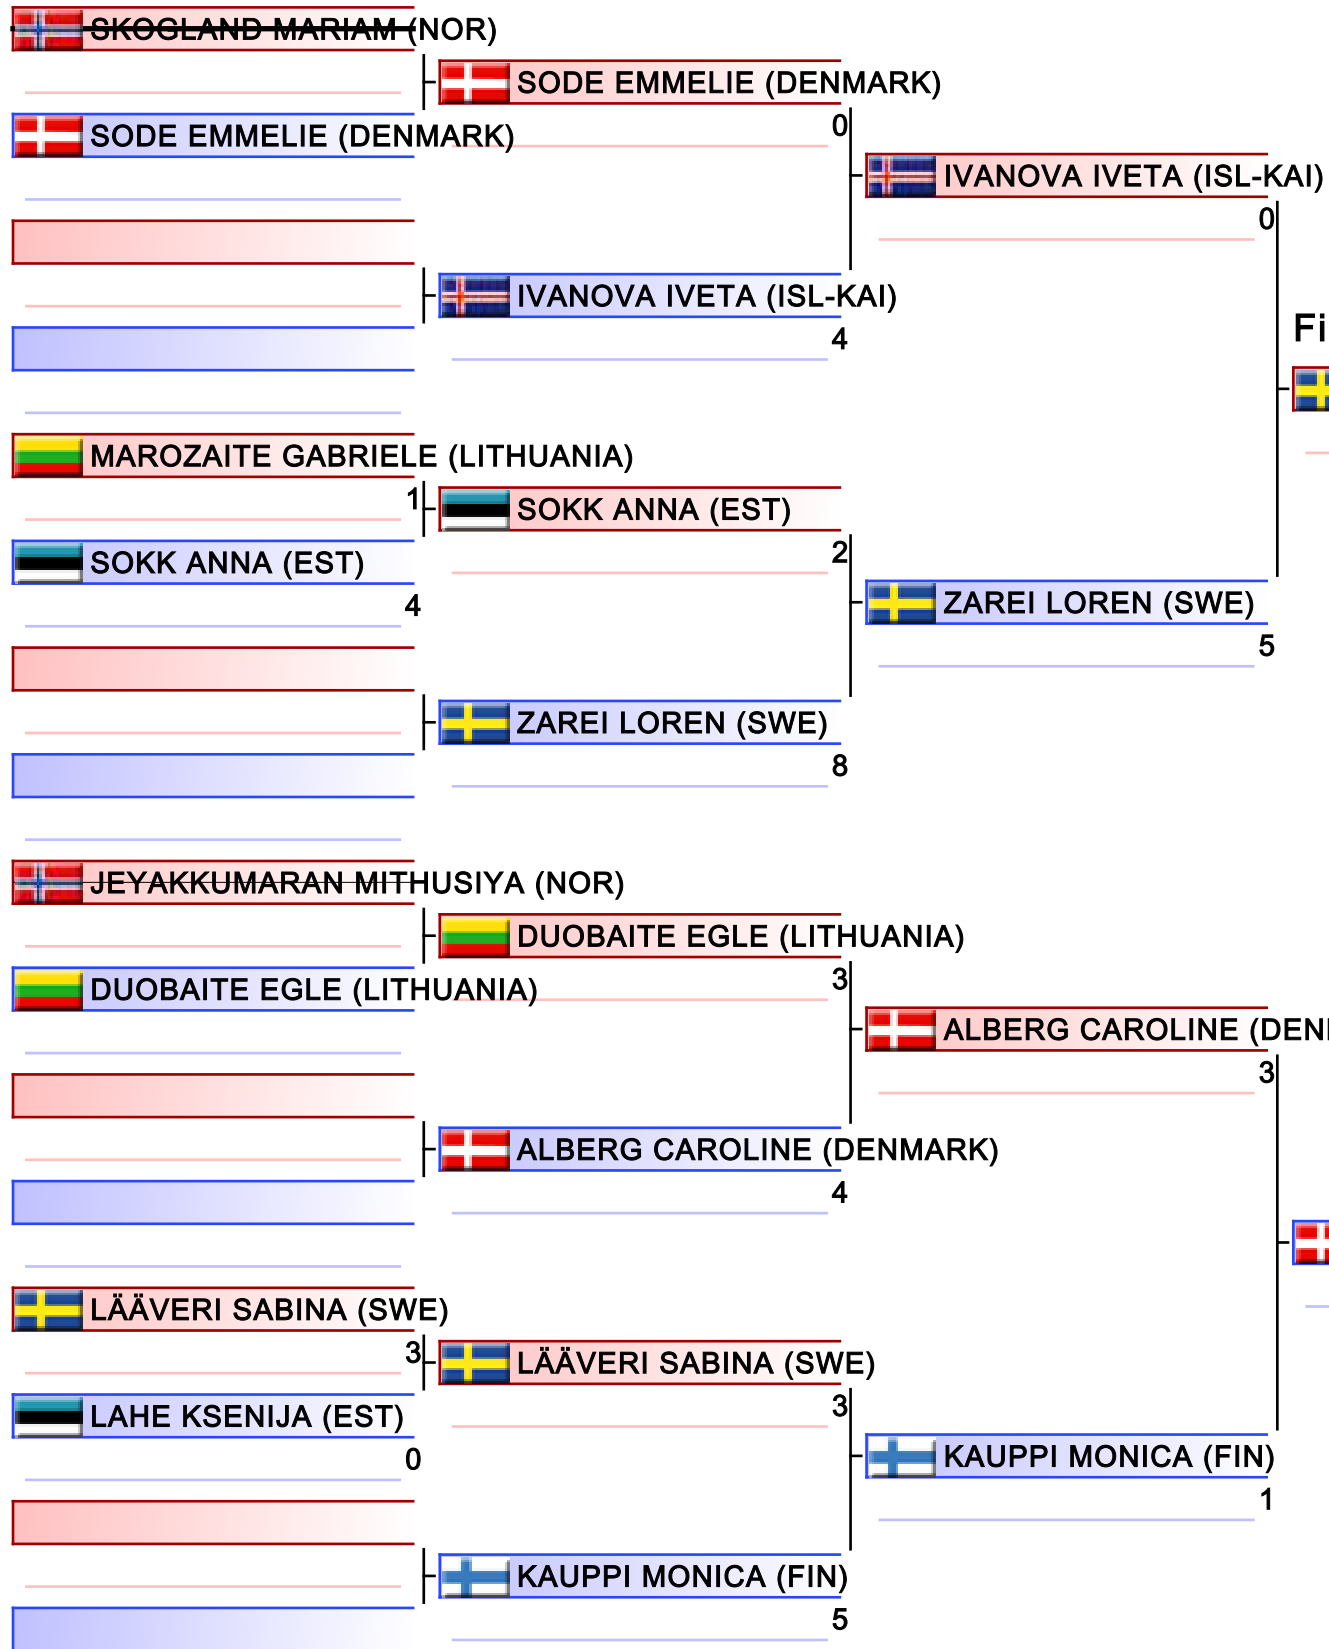 SKOGLAND MARIAM (NOR)
SODE EMMELIE (DENMARK)
SODE EMMELIE (DENMARK)
0
IVANOVA IVETA (ISL-KAI)
0
IVANOVA IVETA (ISL-KAI)
4
Fi
MAROZAITE GABRIELE (LITHUANIA)
1
SOKK ANNA (EST)
2
SOKK ANNA (EST)
4
ZAREI LOREN (SWE)
5
ZAREI LOREN (SWE)
8
JEYAKKUMARAN MITHUSIYA (NOR)
DUOBAITE EGLE (LITHUANIA)
3
DUOBAITE EGLE (LITHUANIA)
ALBERG CAROLINE (DEN
3
ALBERG CAROLINE (DENMARK)
4
LÄÄVERI SABINA (SWE)
3
LÄÄVERI SABINA (SWE)
3
LAHE KSENIJA (EST)
0
KAUPPI MONICA (FIN)
1
KAUPPI MONICA (FIN)
5